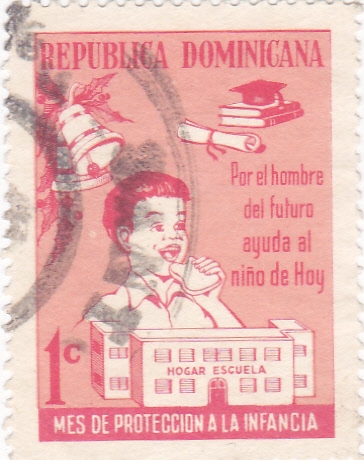 REPUBLICA DOMINICANA
Por el hombre
del futuro
ayuda al
niño de Hoy
1c
HOGAR ESCUELA
MES DE PROTECCION A LA INFANCIA